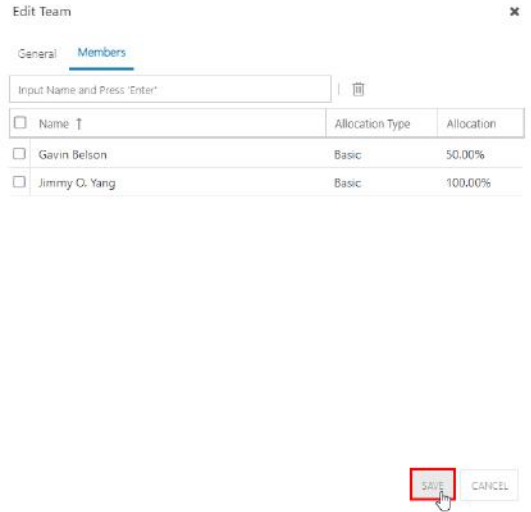 Edit Team
General Members
Input Name and Press 'Enter'
Name ↑ Allocation Type Allocation
Gavin Belson Basic 50.00%
Jimmy O. Yang Basic 100.00%
SAVE CANCEL